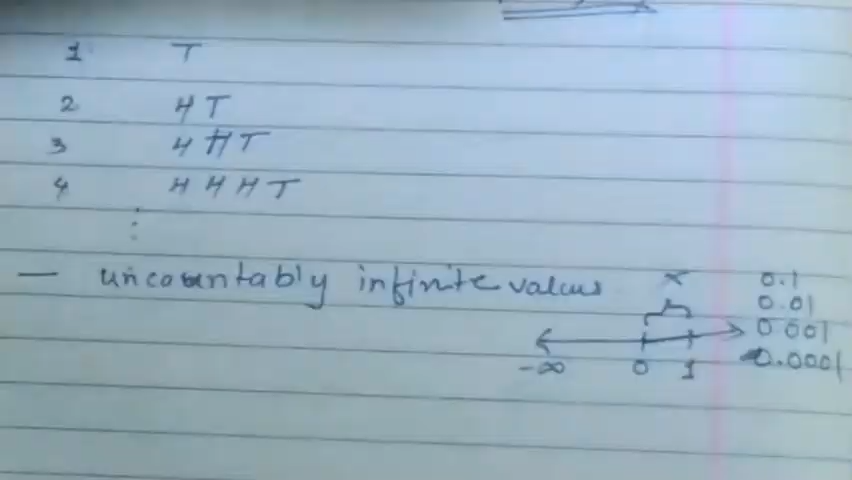 1 T
2 H T
3 H H T
4 H H H T
⋮
— uncountably infinite values x 0.1
0.01
0.001
-∞ 0 1 0.0001